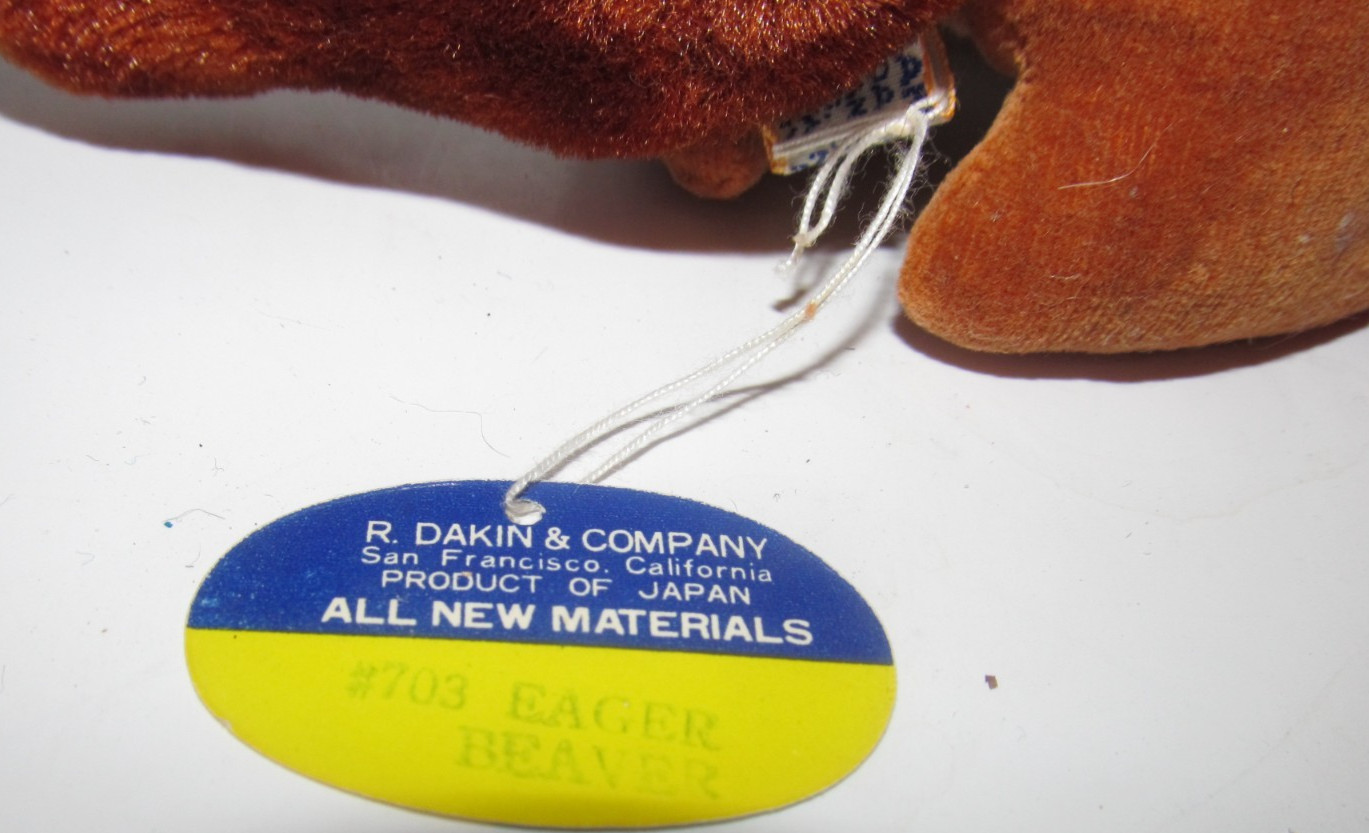 R. DAKIN & COMPANY
San Francisco. California
PRODUCT OF JAPAN
ALL NEW MATERIALS
#703 EAGER
BEAVER